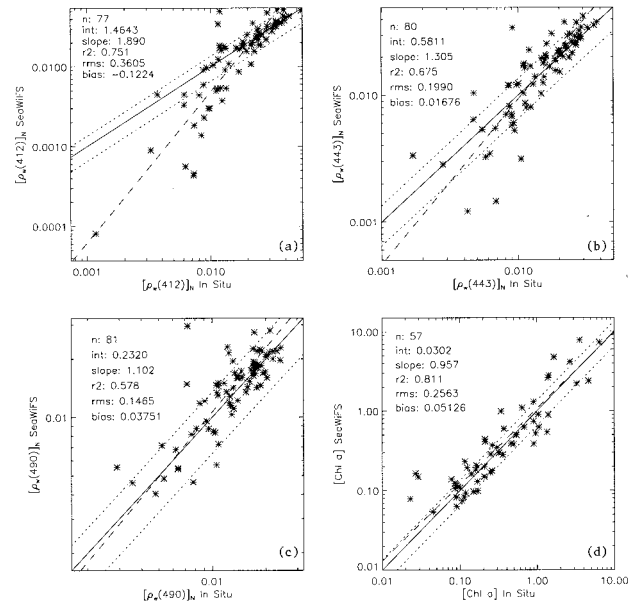 n: 77
int: 1.4643
slope: 1.890
r2: 0.751
rms: 0.3605
bias: -0.1224
0.0100
0.0010
0.0001
[ρw(412)]N SeaWiFS
(a)
0.001
0.010
[ρw(412)]N In Situ
n: 80
int: 0.5811
slope: 1.305
r2: 0.675
rms: 0.1990
bias: 0.01676
0.010
0.001
[ρw(443)]N SeaWiFS
(b)
0.001
0.010
[ρw(443)]N In Situ
n: 81
int: 0.2320
slope: 1.102
r2: 0.578
rms: 0.1465
bias: 0.03751
0.01
[ρw(490)]N SeaWiFS
(c)
0.01
[ρw(490)]N In Situ
n: 57
int: 0.0302
slope: 0.957
r2: 0.811
rms: 0.2563
bias: 0.05126
10.00
1.00
0.10
0.01
[Chl a] SeaWiFS
(d)
0.01
0.10
1.00
10.00
[Chl a] In Situ